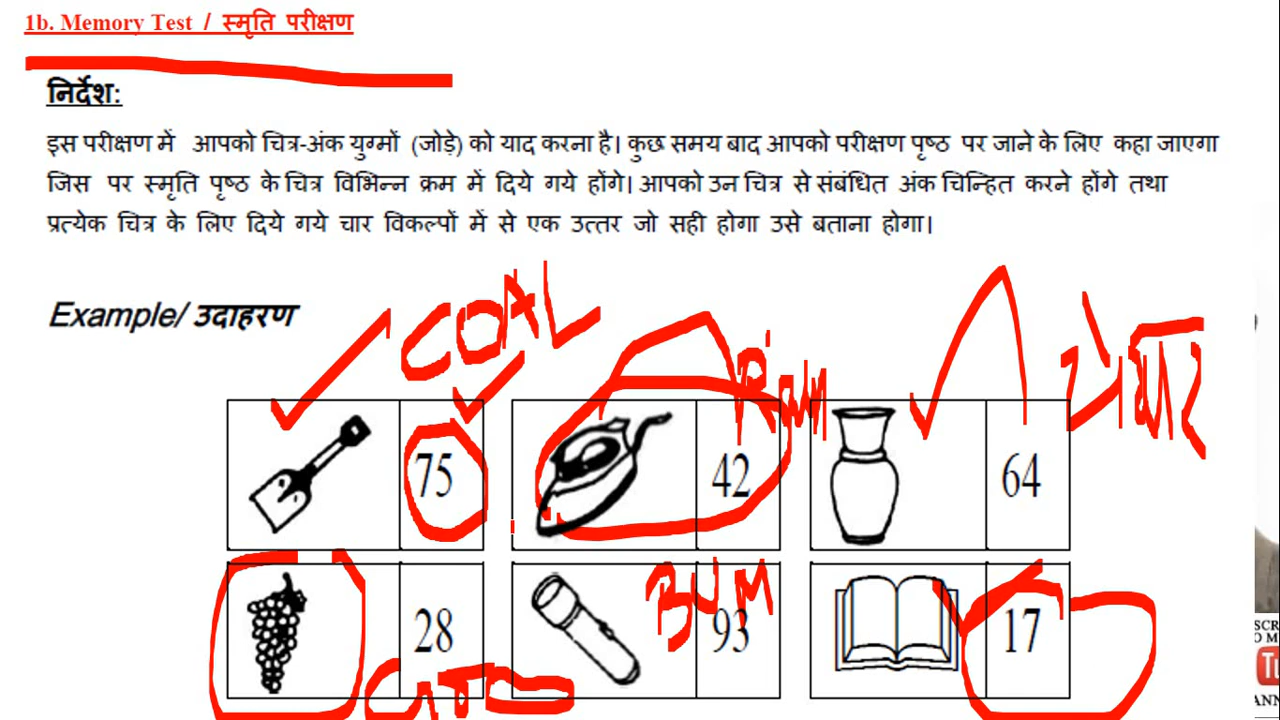 1b. Memory Test / स्मृति परीक्षण
निर्देश:
इस परीक्षण में आपको चित्र-अंक युग्मों (जोड़े) को याद करना है। कुछ समय बाद आपको परीक्षण पृष्ठ पर जाने के लिए कहा जाएगा
जिस पर स्मृति पृष्ठ के चित्र विभिन्न क्रम में दिये गये होंगे। आपको उन चित्र से संबंधित अंक चिन्हित करने होंगे तथा
प्रत्येक चित्र के लिए दिये गये चार विकल्पों में से एक उत्तर जो सही होगा उसे बताना होगा।
Example/ उदाहरण
COAL
75 42 64
BUM
28 93 17